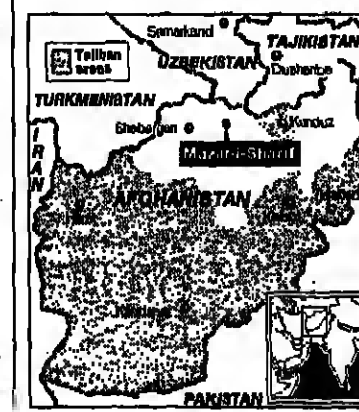 Samarkand
TAJIKISTAN
Taliban
areas
UZBEKISTAN
Dushanbe
TURKMENISTAN
Shebargan
Kunduz
Mazar-i-Sharif
IRAN
AFGHANISTAN
PAKISTAN